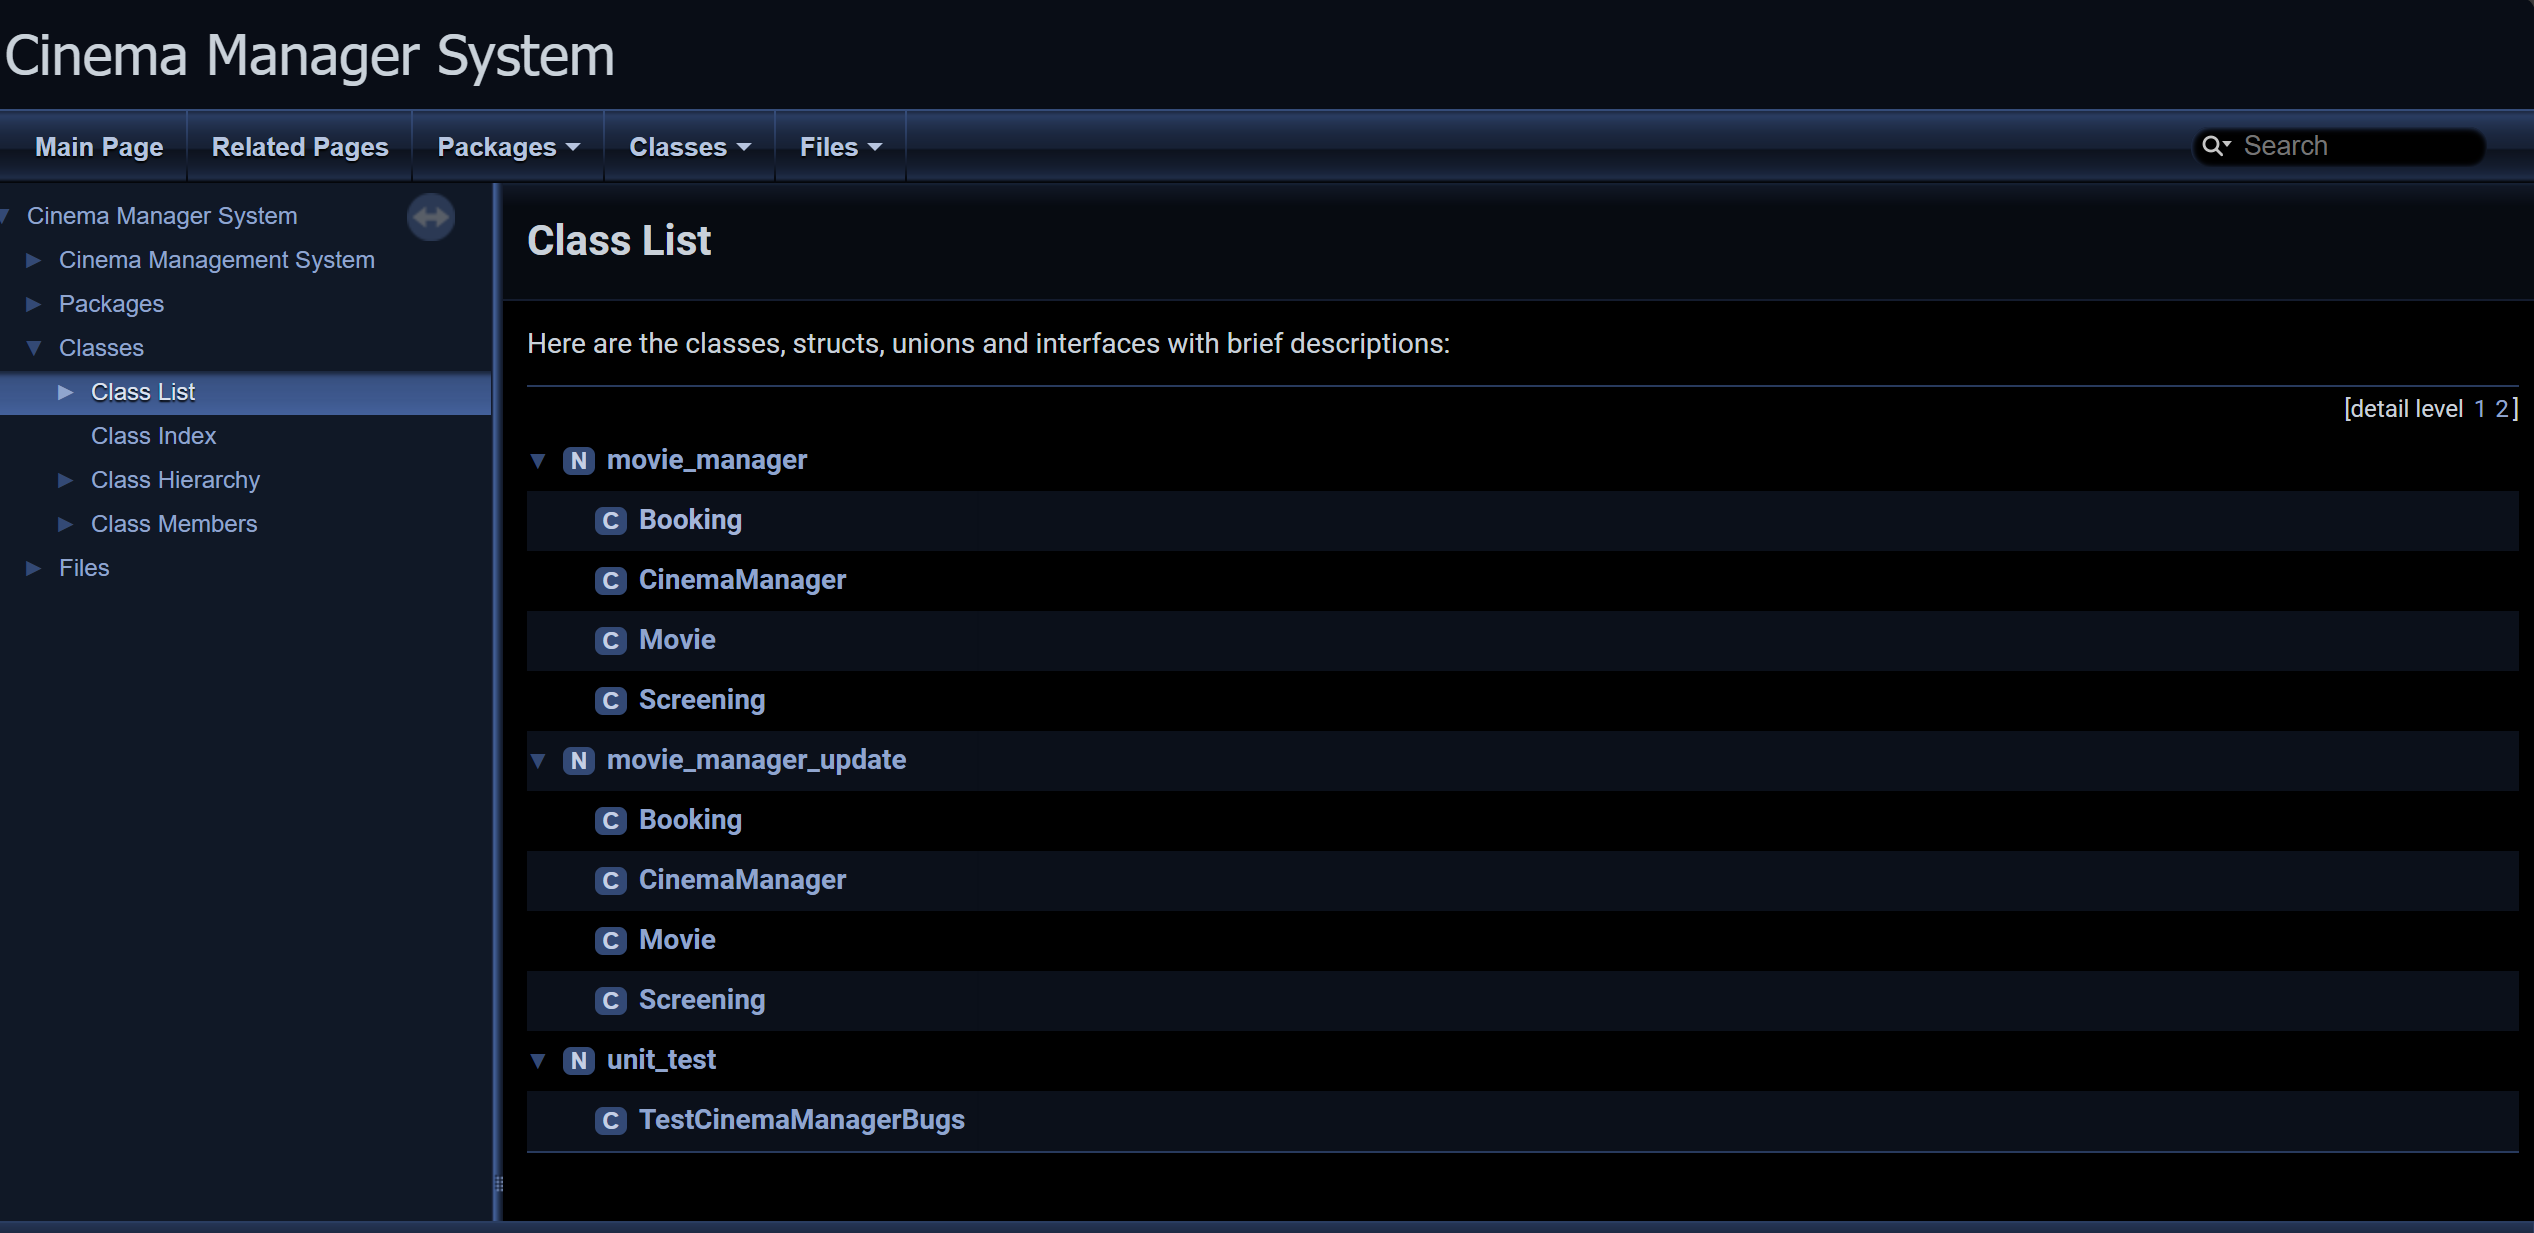 Cinema Manager System
Main Page Related Pages Packages Classes Files Search
Cinema Manager System
Cinema Management System
Packages
Classes
Class List
Class Index
Class Hierarchy
Class Members
Files
Class List
Here are the classes, structs, unions and interfaces with brief descriptions:
[detail level 1 2]
N movie_manager
C Booking
C CinemaManager
C Movie
C Screening
N movie_manager_update
C Booking
C CinemaManager
C Movie
C Screening
N unit_test
C TestCinemaManagerBugs